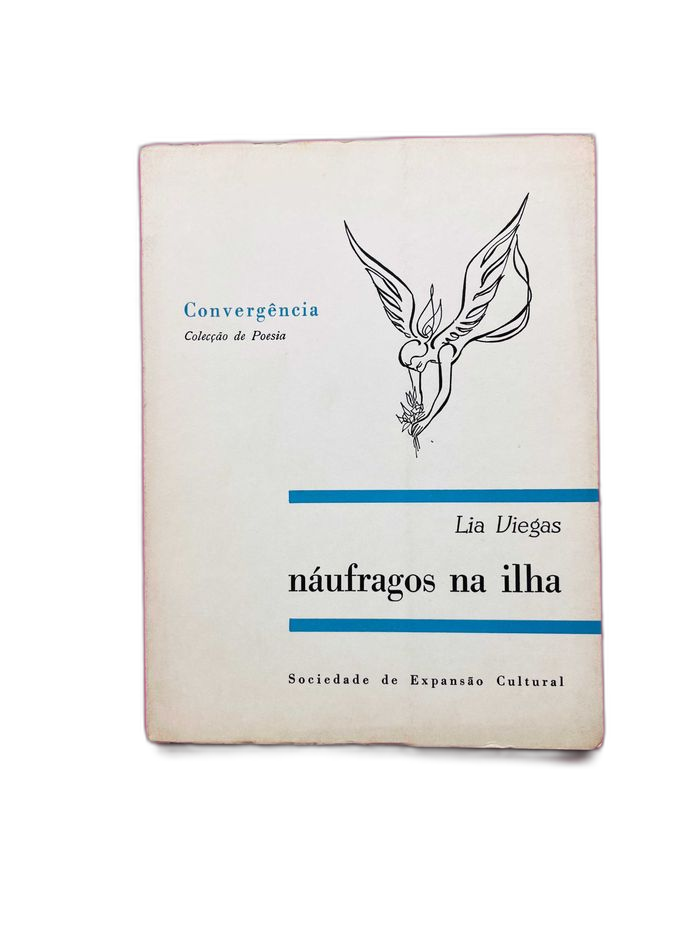 Convergência
Colecção de Poesia
Lia Viegas
náufragos na ilha
Sociedade de Expansão Cultural